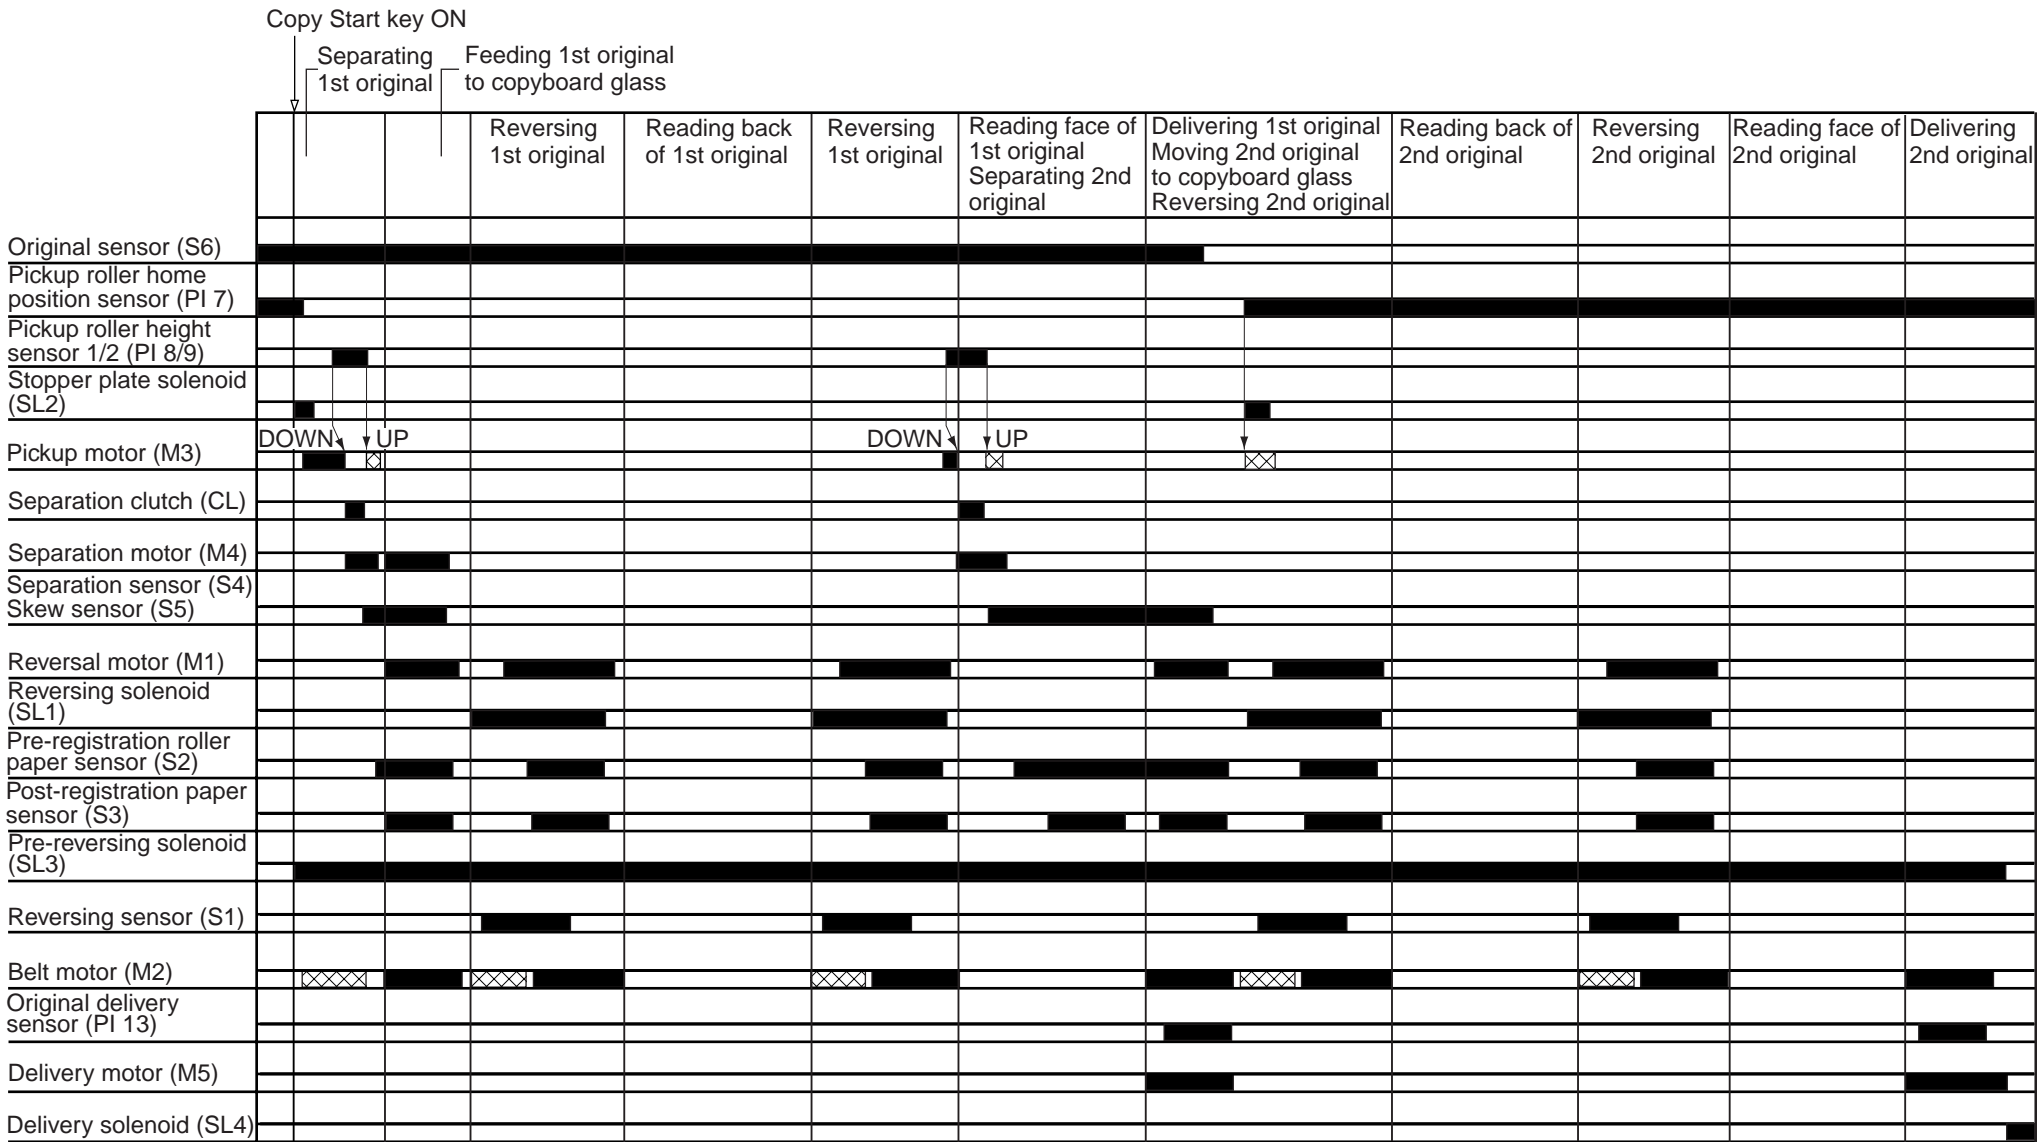 Copy Start key ON
Separating
1st original
Feeding 1st original
to copyboard glass
Reversing
1st original
Reading back
of 1st original
Reversing
1st original
Reading face of
1st original
Separating 2nd
original
Delivering 1st original
Moving 2nd original
to copyboard glass
Reversing 2nd original
Reading back of
2nd original
Reversing
2nd original
Reading face of
2nd original
Delivering
2nd original
Original sensor (S6)
Pickup roller home
position sensor (PI 7)
Pickup roller height
sensor 1/2 (PI 8/9)
Stopper plate solenoid
(SL2)
DOWN UP
DOWN UP
Pickup motor (M3)
Separation clutch (CL)
Separation motor (M4)
Separation sensor (S4)
Skew sensor (S5)
Reversal motor (M1)
Reversing solenoid
(SL1)
Pre-registration roller
paper sensor (S2)
Post-registration paper
sensor (S3)
Pre-reversing solenoid
(SL3)
Reversing sensor (S1)
Belt motor (M2)
Original delivery
sensor (PI 13)
Delivery motor (M5)
Delivery solenoid (SL4)